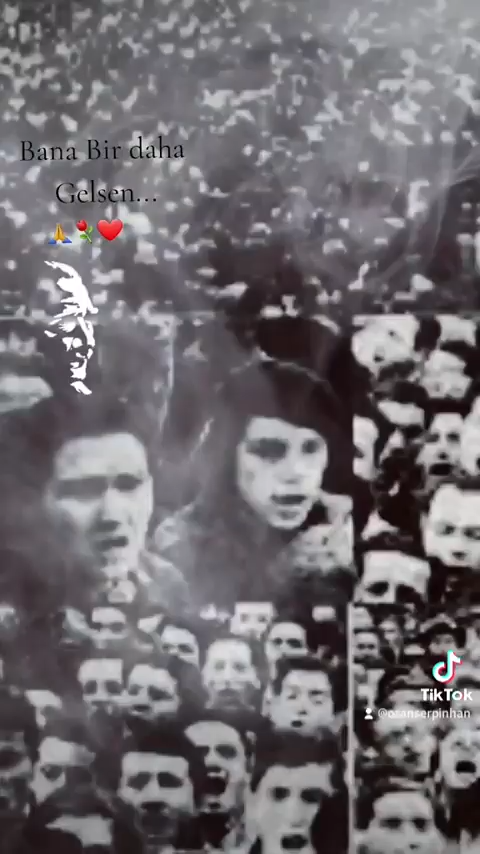 Bana Bir daha
Gelsen...
🙏🌹❤️
TikTok
@ozanserpinhan